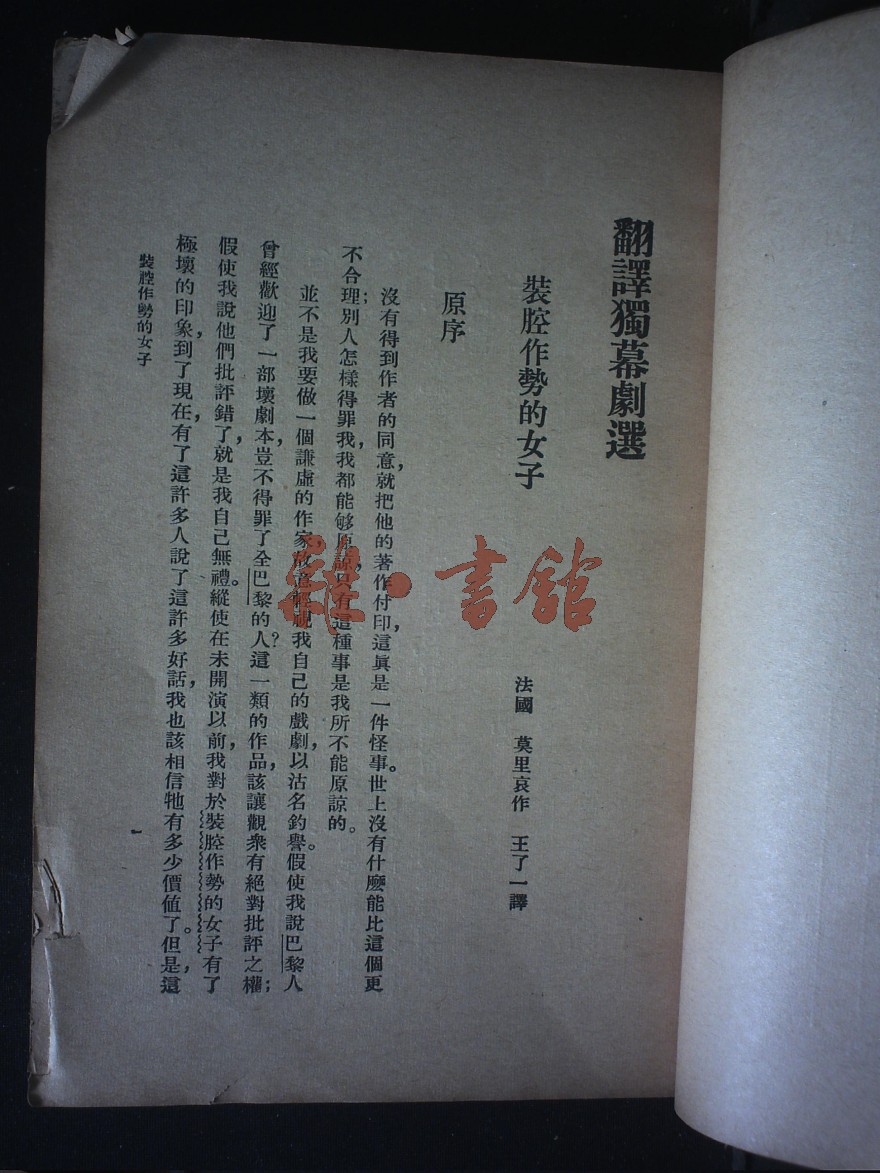 翻譯獨幕劇選
裝腔作勢的女子
法國 莫里哀作 王了一譯
原序
沒有得到作者的同意，就把他的著作付印，這眞是一件怪事。世上沒有什麼能比這個更
不合理；別人怎樣得罪我，我都能够原諒，只有這種事是我所不能原諒的。
並不是我要做一個謙虛的作家，故意輕視我自己的戲劇，以沽名釣譽。假使我說巴黎人
曾經歡迎了一部壞劇本，豈不得罪了全巴黎的人？這一類的作品，該讓觀衆有絕對批評之權；
假使我說他們批評錯了，就是我自己無禮。縱使在未開演以前，我對於裝腔作勢的女子有了
極壞的印象，到了現在，有了這許多人說了這許多好話，我也該相信牠有多少價值了。但是，這
裝腔作勢的女子
一
雜·書館